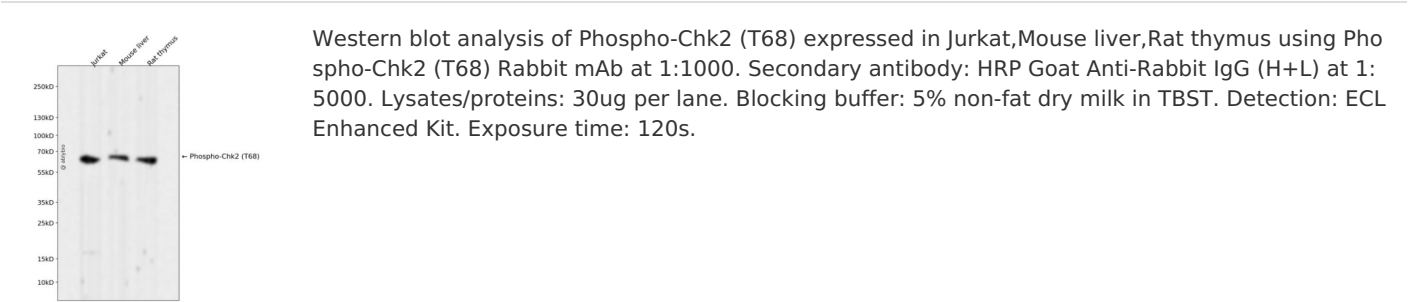 Jurkat
Mouse liver
Rat thymus
250kD
130kD
100kD
70kD
55kD
35kD
25kD
15kD
10kD
← Phospho-Chk2 (T68)
Western blot analysis of Phospho-Chk2 (T68) expressed in Jurkat,Mouse liver,Rat thymus using Pho
spho-Chk2 (T68) Rabbit mAb at 1:1000. Secondary antibody: HRP Goat Anti-Rabbit IgG (H+L) at 1:
5000. Lysates/proteins: 30ug per lane. Blocking buffer: 5% non-fat dry milk in TBST. Detection: ECL
Enhanced Kit. Exposure time: 120s.